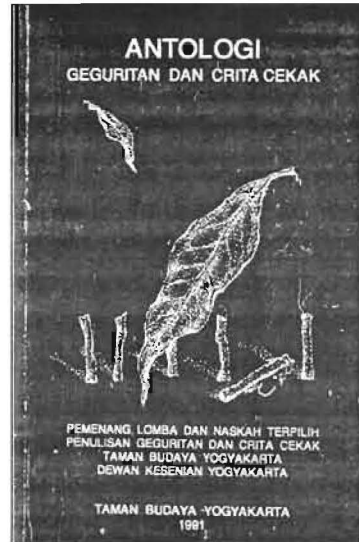 ANTOLOGI
GEGURITAN DAN CRITA CEKAK
PEMENANG LOMBA DAN NASKAH TERPILIH
PENULISAN GEGURITAN DAN CRITA CEKAK
TAMAN BUDAYA YOGYAKARTA
DEWAN KESENIAN YOGYAKARTA
TAMAN BUDAYA YOGYAKARTA
1991